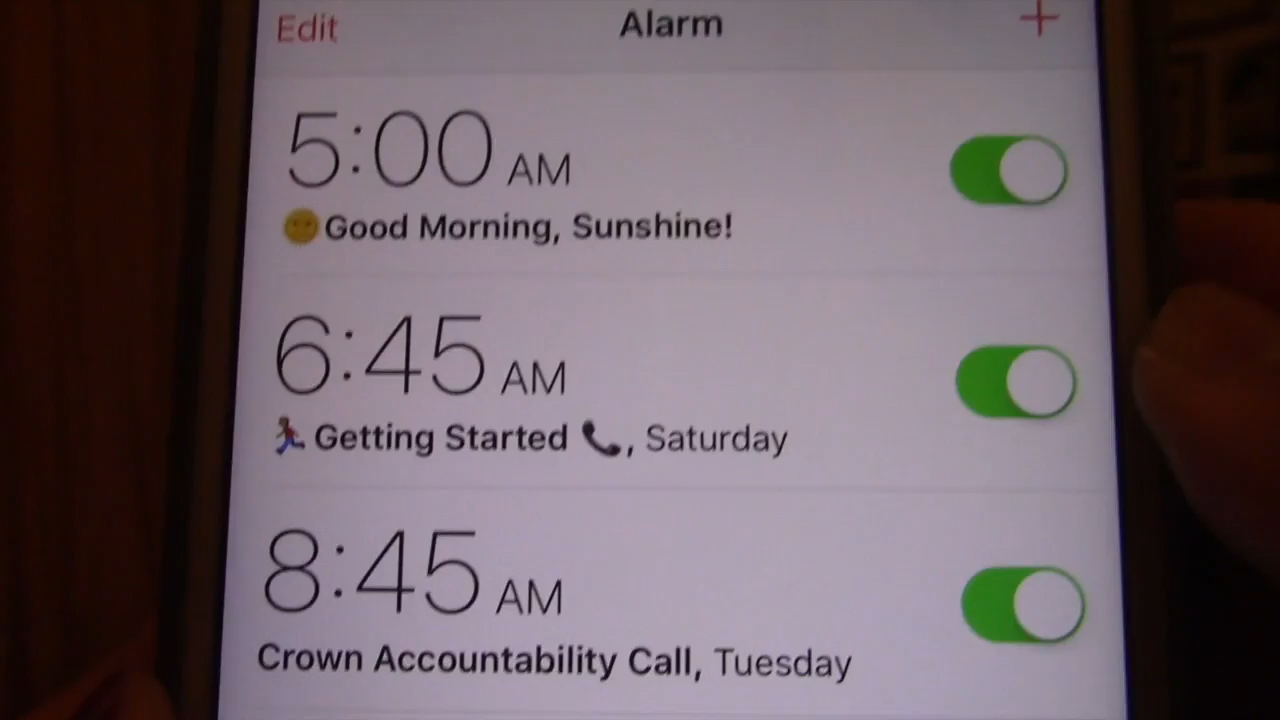 Edit Alarm +
5:00 AM
😶Good Morning, Sunshine!
6:45 AM
🏃🏾Getting Started 📞, Saturday
8:45 AM
Crown Accountability Call, Tuesday